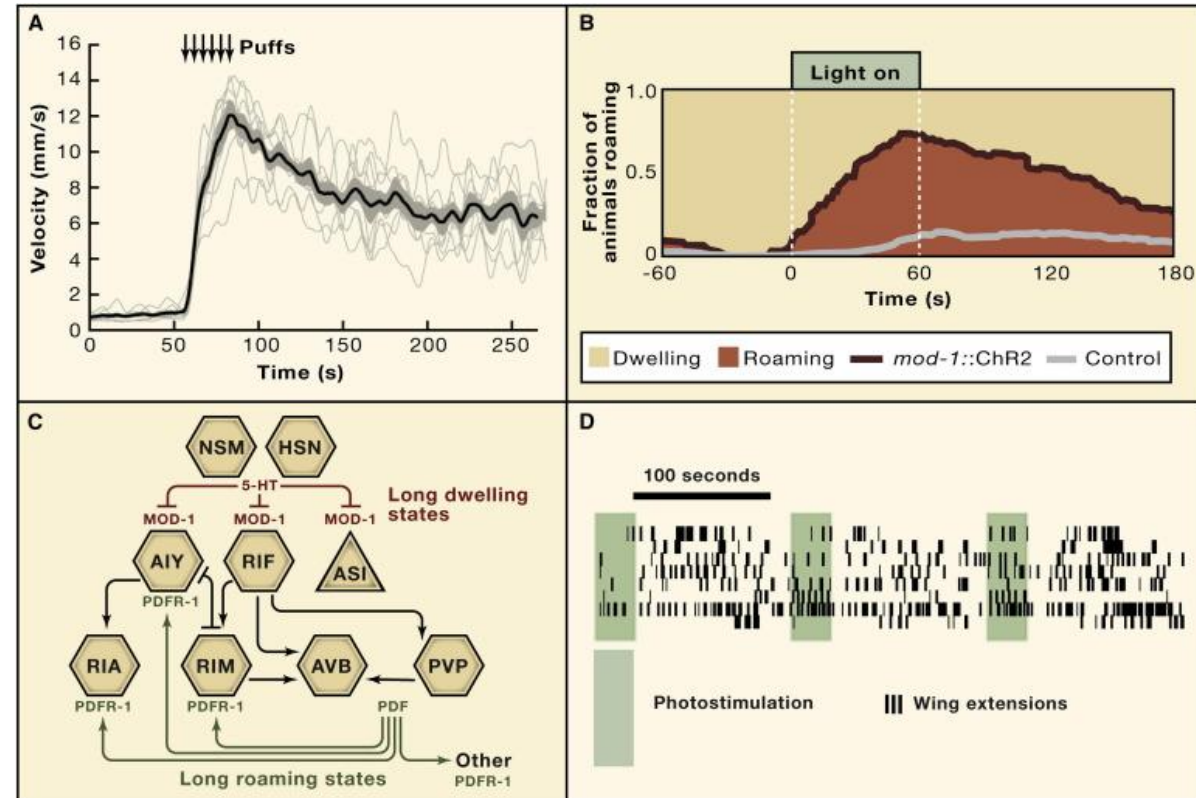 A
Puffs
16
14
12
10
8
6
4
2
0
Velocity (mm/s)
0 50 100 150 200 250
Time (s)
B
Light on
1.0
0.5
0
Fraction of
animals roaming
-60 0 60 120 180
Time (s)
Dwelling Roaming mod-1::ChR2 Control
C
NSM HSN
5-HT
Long dwelling
states
MOD-1 MOD-1 MOD-1
AIY RIF ASI
PDFR-1
RIA RIM AVB PVP
PDFR-1 PDFR-1 PDF
Other
PDFR-1
Long roaming states
D
100 seconds
Photostimulation Wing extensions